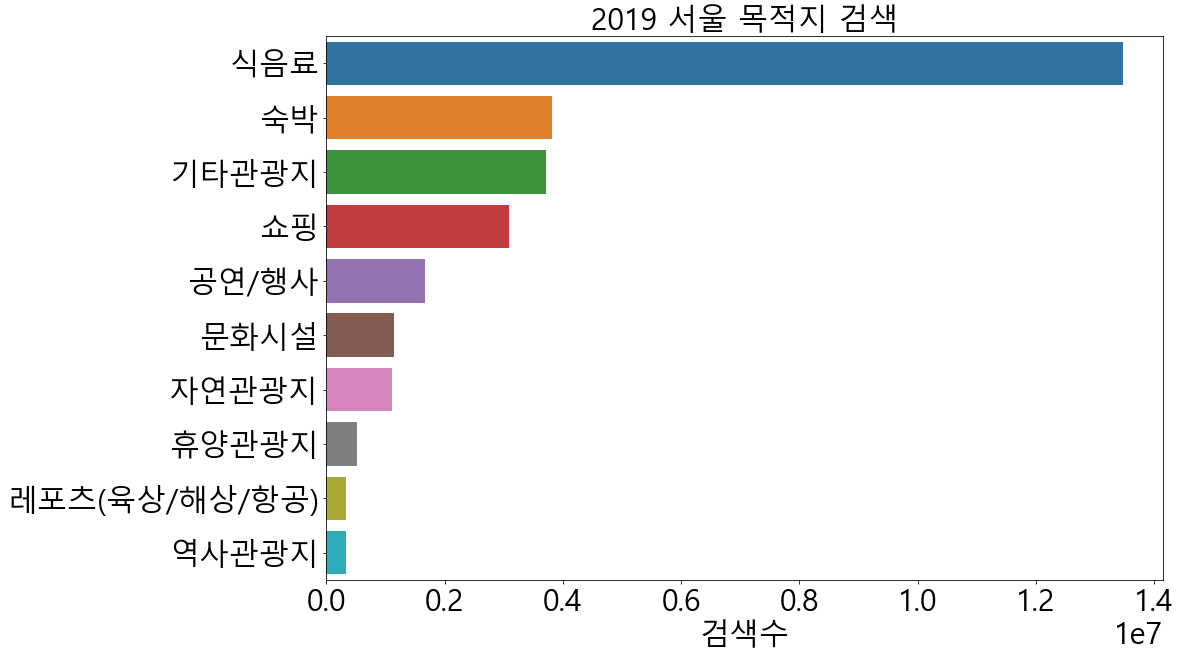 2019 서울 목적지 검색
식음료
숙박
기타관광지
쇼핑
공연/행사
문화시설
자연관광지
휴양관광지
레포츠(육상/해상/항공)
역사관광지
0.0 0.2 0.4 0.6 0.8 1.0 1.2 1.4
검색수
1e7